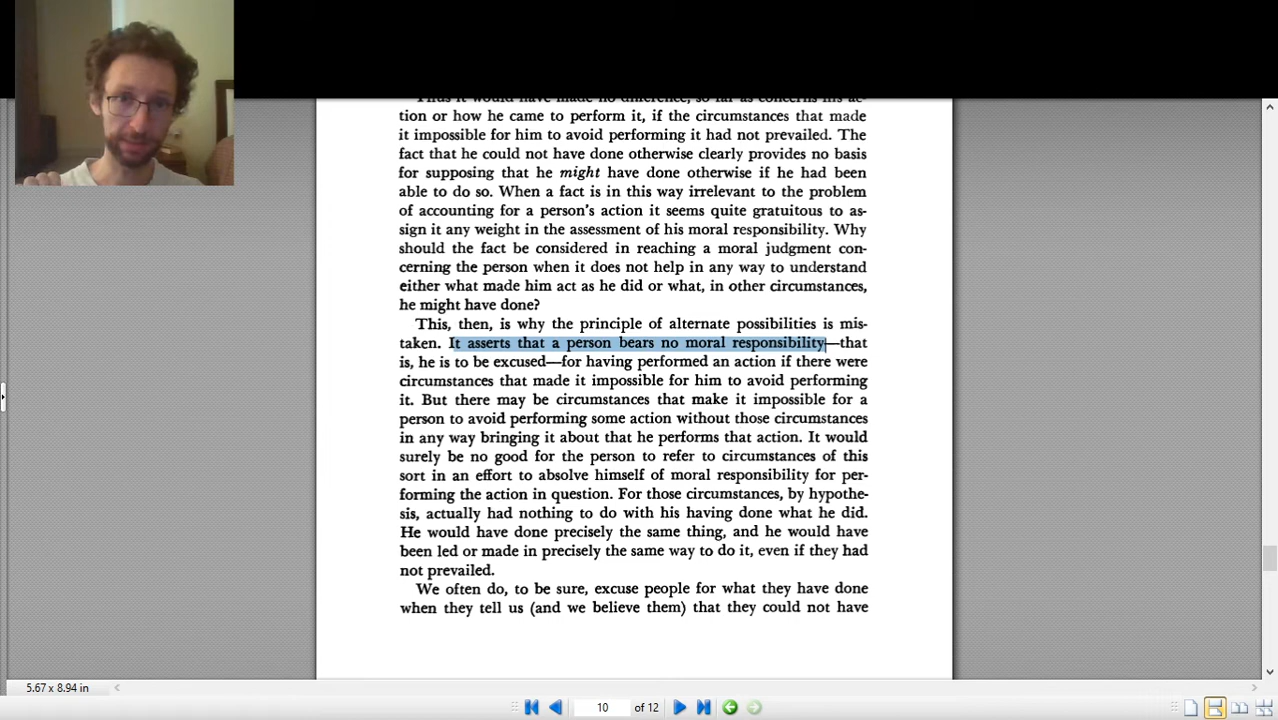 Thus it would have made no difference, so far as concerns his ac-
tion or how he came to perform it, if the circumstances that made
it impossible for him to avoid performing it had not prevailed. The
fact that he could not have done otherwise clearly provides no basis
for supposing that he might have done otherwise if he had been
able to do so. When a fact is in this way irrelevant to the problem
of accounting for a person's action it seems quite gratuitous to as-
sign it any weight in the assessment of his moral responsibility. Why
should the fact be considered in reaching a moral judgment con-
cerning the person when it does not help in any way to understand
either what made him act as he did or what, in other circumstances,
he might have done?
This, then, is why the principle of alternate possibilities is mis-
taken. It asserts that a person bears no moral responsibility—that
is, he is to be excused—for having performed an action if there were
circumstances that made it impossible for him to avoid performing
it. But there may be circumstances that make it impossible for a
person to avoid performing some action without those circumstances
in any way bringing it about that he performs that action. It would
surely be no good for the person to refer to circumstances of this
sort in an effort to absolve himself of moral responsibility for per-
forming the action in question. For those circumstances, by hypothe-
sis, actually had nothing to do with his having done what he did.
He would have done precisely the same thing, and he would have
been led or made in precisely the same way to do it, even if they had
not prevailed.
We often do, to be sure, excuse people for what they have done
when they tell us (and we believe them) that they could not have
5.67 x 8.94 in
10 of 12